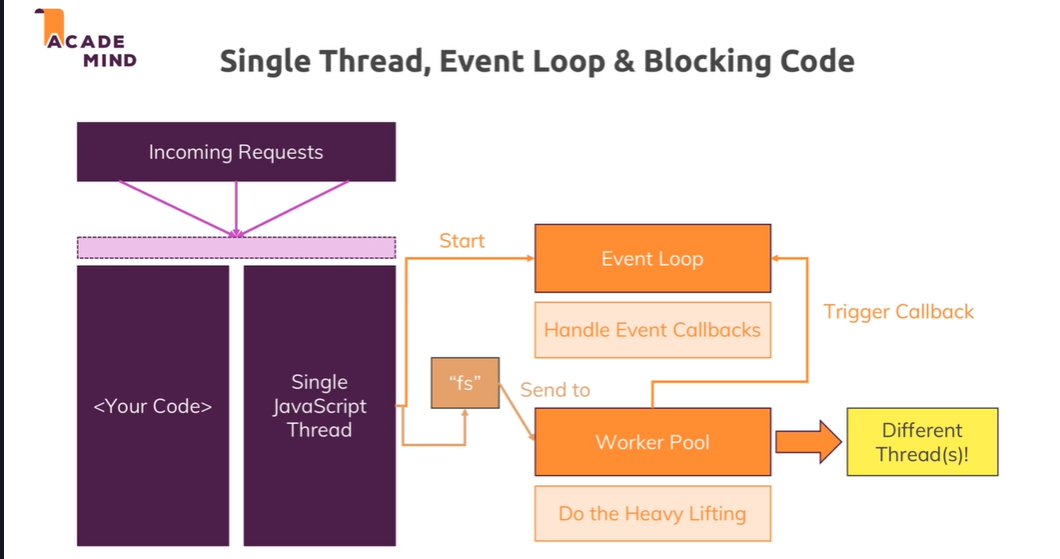 ACADE
MIND
Single Thread, Event Loop & Blocking Code
Incoming Requests
Start
Event Loop
Trigger Callback
Handle Event Callbacks
<Your Code>
Single
JavaScript
Thread
“fs”
Send to
Worker Pool
Different
Thread(s)!
Do the Heavy Lifting